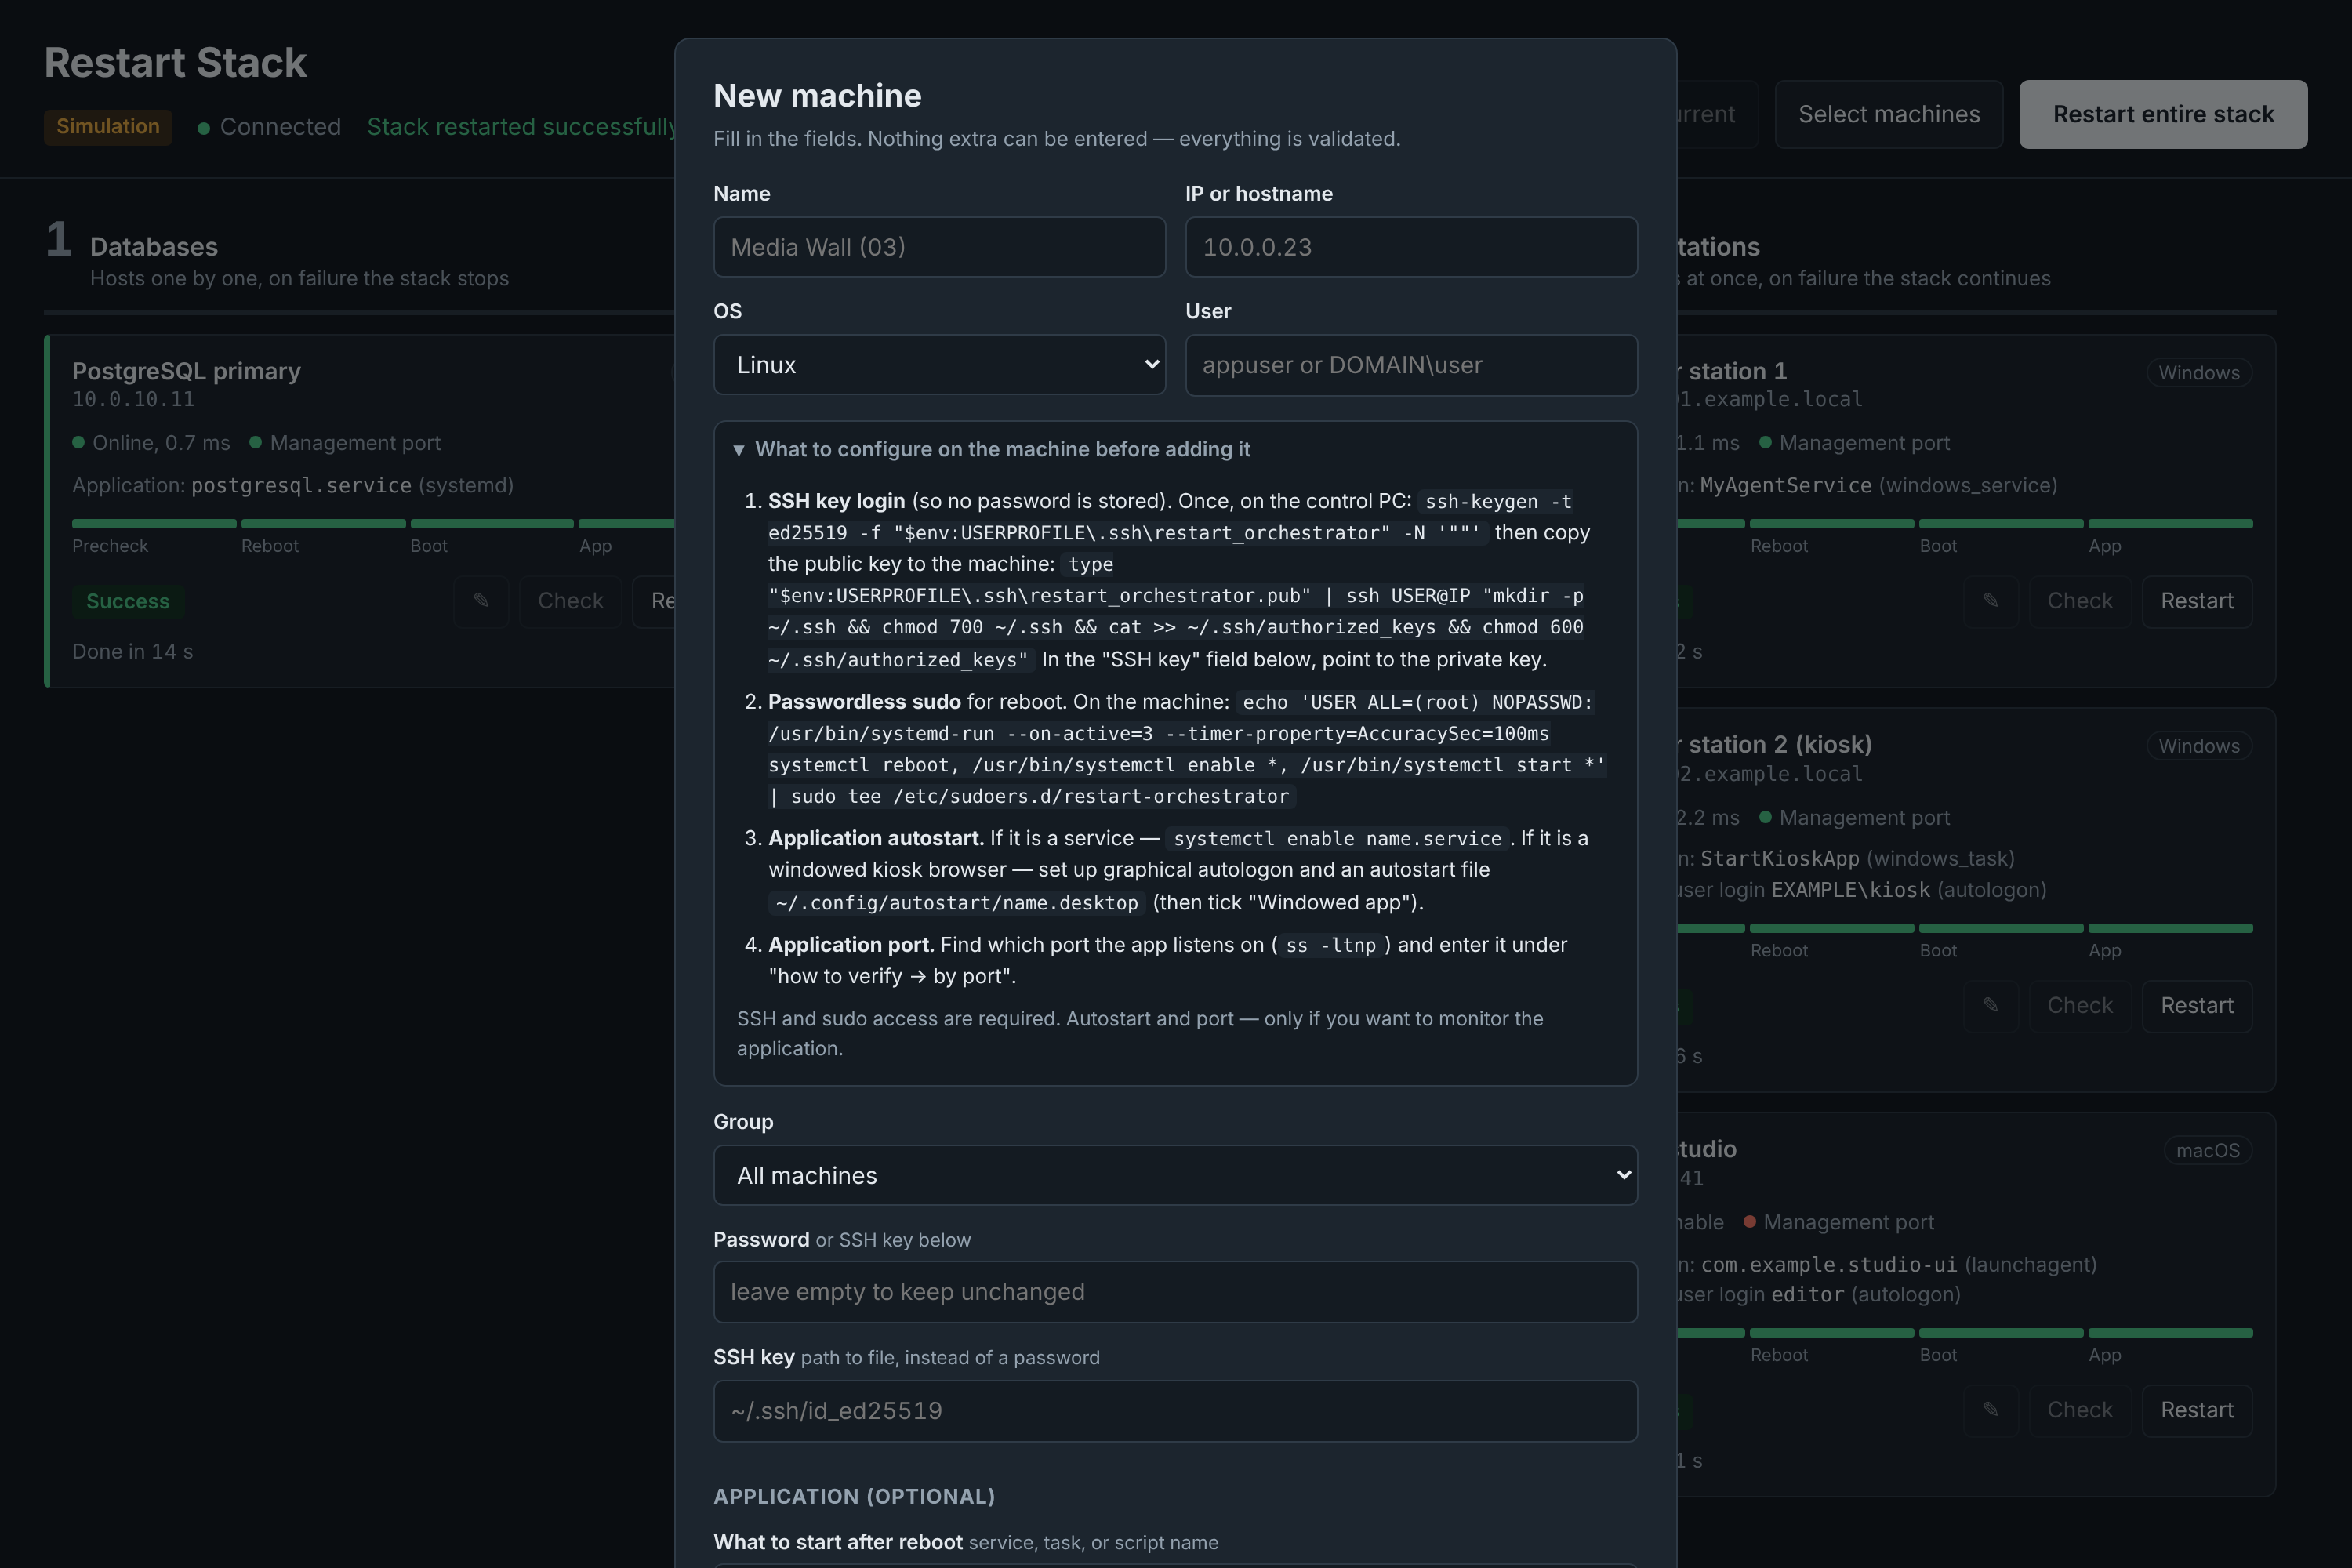 Restart Stack
Simulation
Connected
Stack restarted successfully
Select machines
Restart entire stack
1
Databases
Hosts one by one, on failure the stack stops
PostgreSQL primary
10.0.10.11
Online, 0.7 ms
Management port
Application: postgresql.service (systemd)
Precheck
Reboot
Boot
App
Success
✎
Check
Done in 14 s
New machine
Fill in the fields. Nothing extra can be entered — everything is validated.
Name
IP or hostname
Media Wall (03)
10.0.0.23
OS
User
Linux
appuser or DOMAIN\user
▼ What to configure on the machine before adding it
1. SSH key login (so no password is stored). Once, on the control PC: ssh-keygen -t
ed25519 -f "$env:USERPROFILE\.ssh\restart_orchestrator" -N '""' then copy
the public key to the machine: type
"$env:USERPROFILE\.ssh\restart_orchestrator.pub" | ssh USER@IP "mkdir -p
~/.ssh && chmod 700 ~/.ssh && cat >> ~/.ssh/authorized_keys && chmod 600
~/.ssh/authorized_keys" In the "SSH key" field below, point to the private key.
2. Passwordless sudo for reboot. On the machine: echo 'USER ALL=(root) NOPASSWD:
/usr/bin/systemd-run --on-active=3 --timer-property=AccuracySec=100ms
systemctl reboot, /usr/bin/systemctl enable *, /usr/bin/systemctl start *'
| sudo tee /etc/sudoers.d/restart-orchestrator
3. Application autostart. If it is a service — systemctl enable name.service. If it is a
windowed kiosk browser — set up graphical autologon and an autostart file
~/.config/autostart/name.desktop (then tick "Windowed app").
4. Application port. Find which port the app listens on (ss -ltnp) and enter it under
"how to verify → by port".
SSH and sudo access are required. Autostart and port — only if you want to monitor the
application.
Group
All machines
Password or SSH key below
leave empty to keep unchanged
SSH key path to file, instead of a password
~/.ssh/id_ed25519
APPLICATION (OPTIONAL)
What to start after reboot service, task, or script name
at once, on failure the stack continues
station 1
Windows
1.example.local
1.1 ms
Management port
MyAgentService (windows_service)
Reboot
Boot
App
✎
Check
Restart
2 s
station 2 (kiosk)
Windows
2.example.local
2.2 ms
Management port
StartKioskApp (windows_task)
login EXAMPLE\kiosk (autologon)
Reboot
Boot
App
✎
Check
Restart
6 s
macOS
41
Management port
com.example.studio-ui (launchagent)
login editor (autologon)
Reboot
Boot
App
✎
Check
Restart
1 s